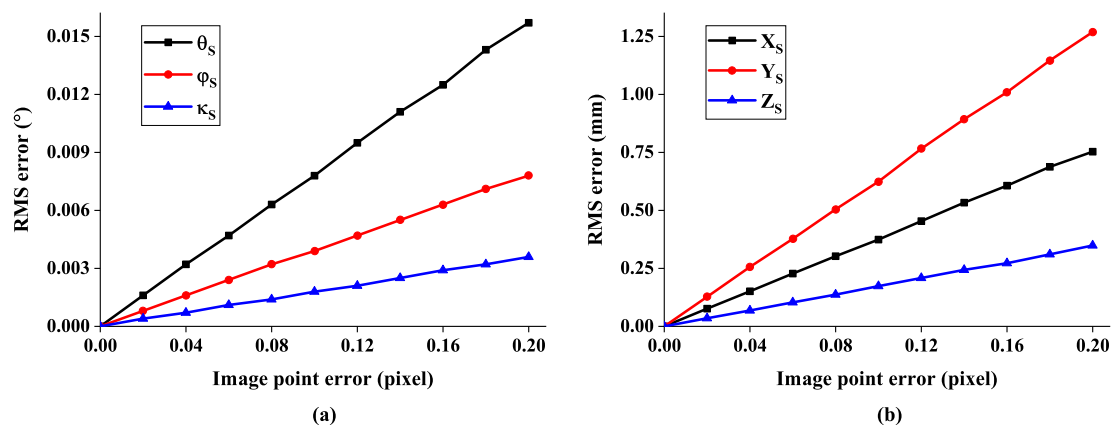 0.015
0.012
0.009
0.006
0.003
0.000
RMS error (°)
θS
φS
κS
0.00
0.04
0.08
0.12
0.16
0.20
Image point error (pixel)
(a)
1.25
1.00
0.75
0.50
0.25
0.00
RMS error (mm)
XS
YS
ZS
0.00
0.04
0.08
0.12
0.16
0.20
Image point error (pixel)
(b)